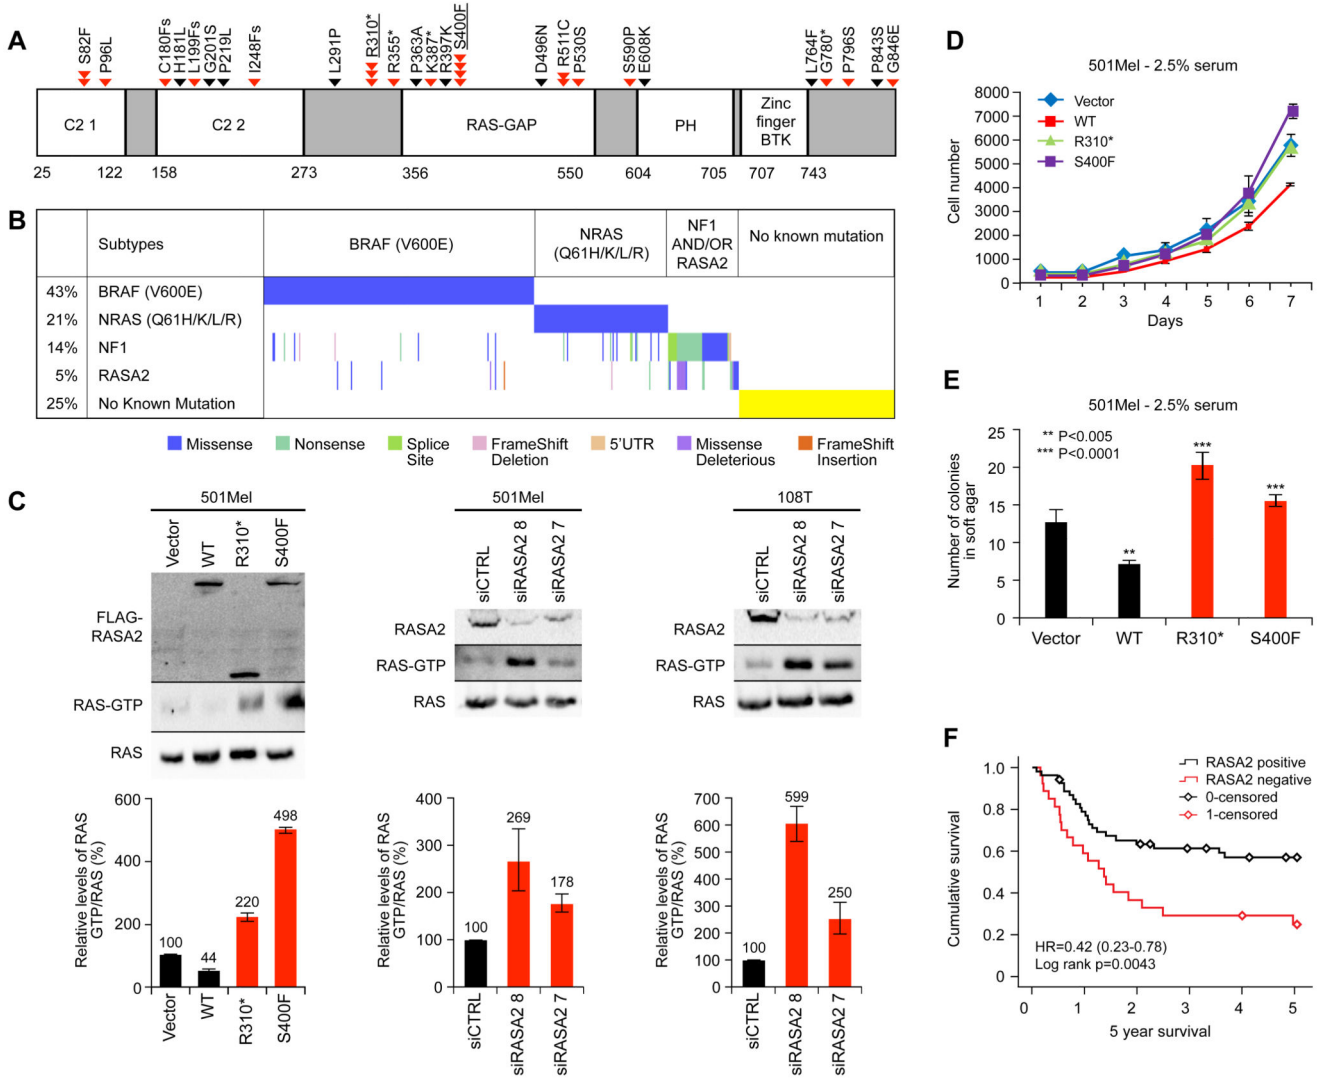 A
S82F
P96L
C180Fs
H181L
L199Fs
G201S
P219L
I248Fs
L291P
R310*
R355*
P363A
K387*
R397K
S400F
D496N
R511C
P530S
S590P
E608K
L764F
G780*
P796S
P843S
G846E
C2 1
C2 2
RAS-GAP
PH
Zinc
finger
BTK
25 122 158 273 356 550 604 705 707 743
B
Subtypes
BRAF (V600E)
NRAS
(Q61H/K/L/R)
NF1
AND/OR
RASA2
No known mutation
43% BRAF (V600E)
21% NRAS (Q61H/K/L/R)
14% NF1
5% RASA2
25% No Known Mutation
Missense
Nonsense
Splice
Site
FrameShift
Deletion
5'UTR
Missense
Deleterious
FrameShift
Insertion
C
501Mel
Vector
WT
R310*
S400F
FLAG-
RASA2
RAS-GTP
RAS
501Mel
siCTRL
siRASA2 8
siRASA2 7
RASA2
RAS-GTP
RAS
108T
siCTRL
siRASA2 8
siRASA2 7
RASA2
RAS-GTP
RAS
Relative levels of RAS
GTP/RAS (%)
600
400
200
0
100
44
220
498
Vector
WT
R310*
S400F
Relative levels of RAS
GTP/RAS (%)
400
300
200
100
0
100
269
178
siCTRL
siRASA2 8
siRASA2 7
Relative levels of RAS
GTP/RAS (%)
700
600
500
400
300
200
100
0
100
599
250
siCTRL
siRASA2 8
siRASA2 7
D
501Mel - 2.5% serum
Cell number
8000
7000
6000
5000
4000
3000
2000
1000
0
Vector
WT
R310*
S400F
1 2 3 4 5 6 7
Days
E
501Mel - 2.5% serum
Number of colonies
in soft agar
25
20
15
10
5
0
** P<0.005
*** P<0.0001
**
***
***
Vector WT R310* S400F
F
Cumulative survival
1.0
0.8
0.6
0.4
0.2
0
RASA2 positive
RASA2 negative
0-censored
1-censored
HR=0.42 (0.23-0.78)
Log rank p=0.0043
0 1 2 3 4 5
5 year survival